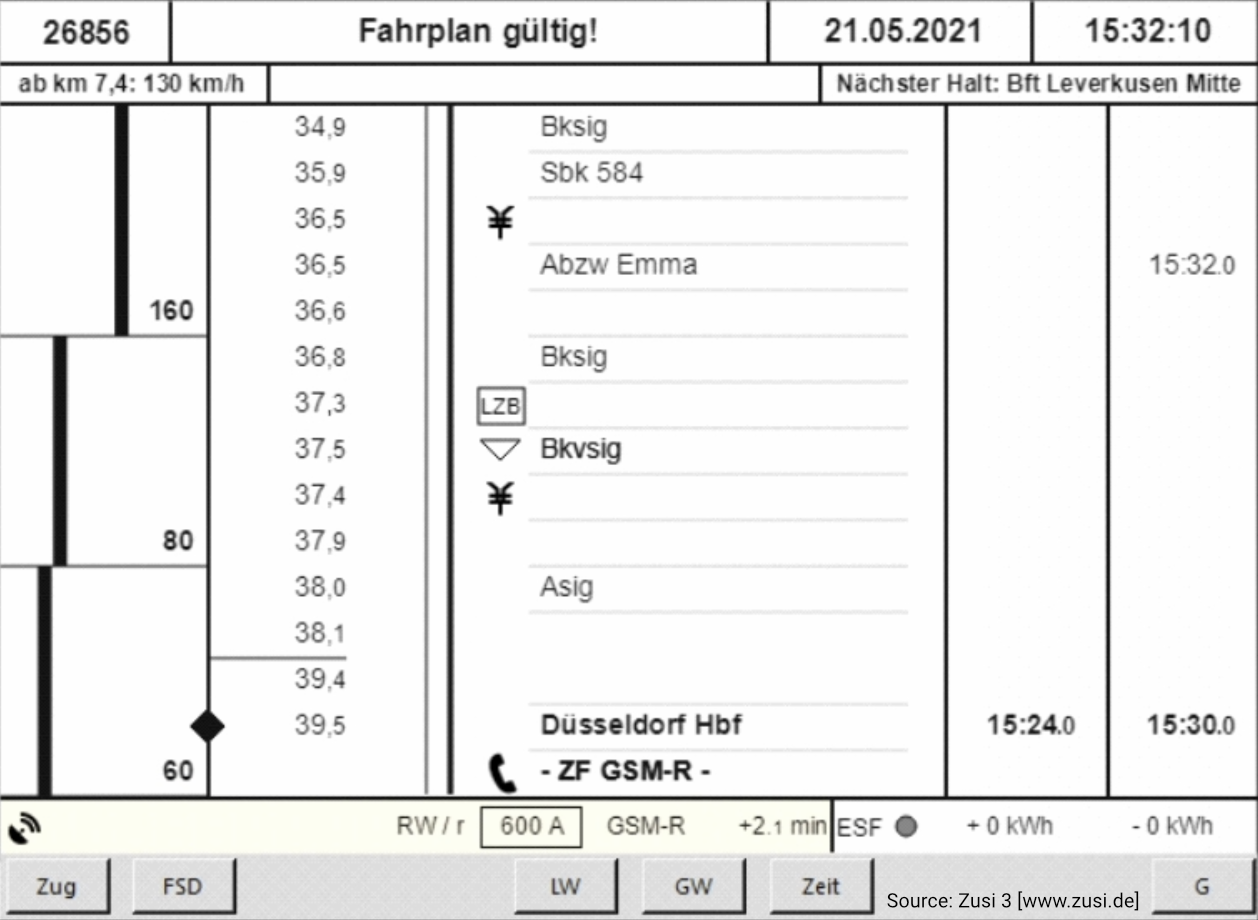 26856 Fahrplan gültig! 21.05.2021 15:32:10
ab km 7,4: 130 km/h Nächster Halt: Bft Leverkusen Mitte
34,9 Bksig
35,9 Sbk 584
36,5 ¥
36,5 Abzw Emma 15:32.0
160 36,6
36,8 Bksig
37,3 LZB
37,5 Bkvsig
37,4 ¥
80 37,9
38,0 Asig
38,1
39,4
39,5 Düsseldorf Hbf 15:24.0 15:30.0
60 - ZF GSM-R -
RW / r 600 A GSM-R +2.1 min ESF + 0 kWh - 0 kWh
Zug FSD LW GW Zeit Source: Zusi 3 [www.zusi.de] G